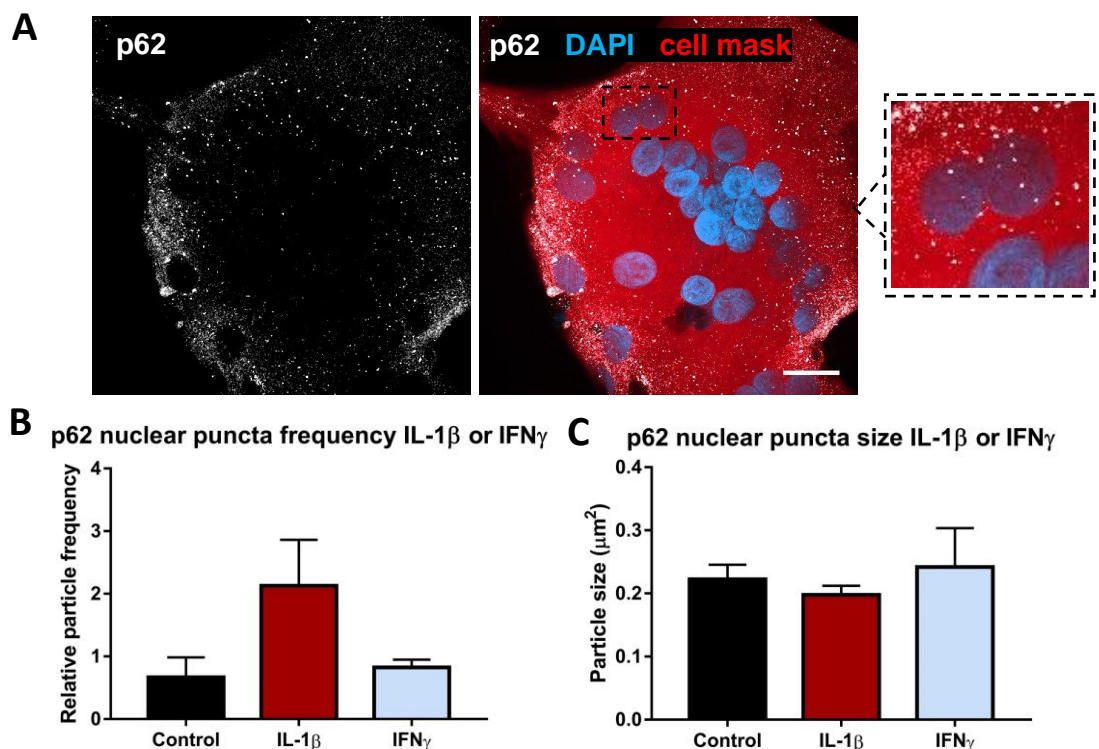 A
p62
p62 DAPI cell mask
B
p62 nuclear puncta frequency IL-1β or IFNγ
Relative particle frequency
4
3
2
1
0
Control IL-1β IFNγ
C
p62 nuclear puncta size IL-1β or IFNγ
Particle size (μm²)
0.4
0.3
0.2
0.1
0.0
Control IL-1β IFNγ